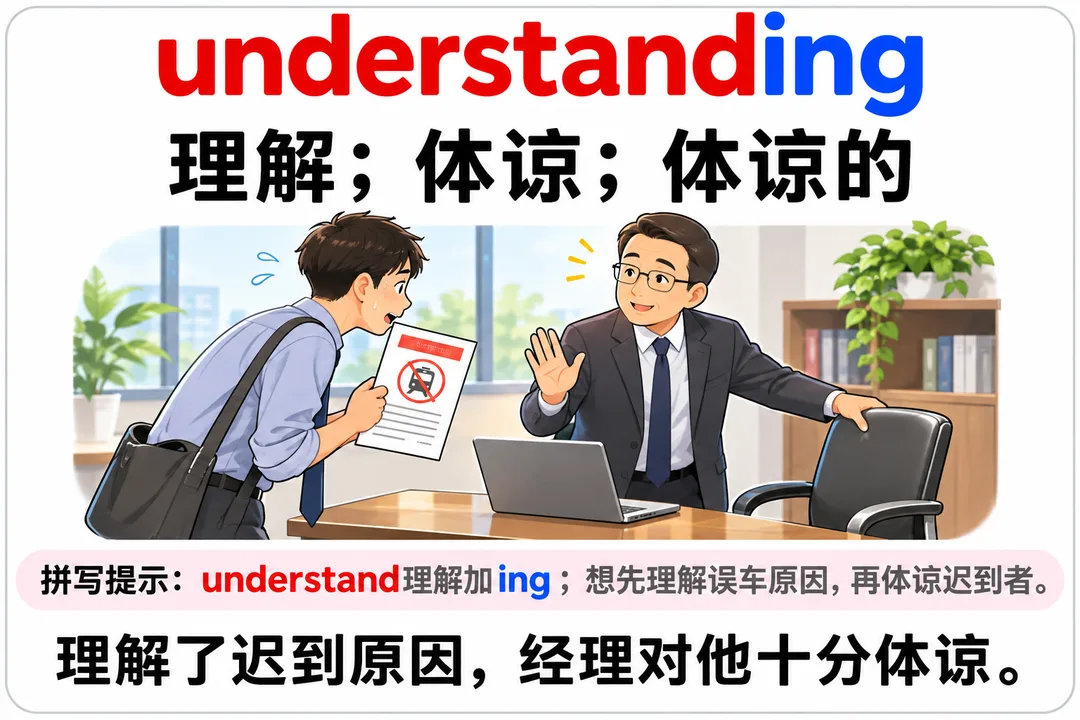 understanding
理解；体谅；体谅的
拼写提示：understand理解加ing；想先理解误车原因，再体谅迟到者。
理解了迟到原因，经理对他十分体谅。